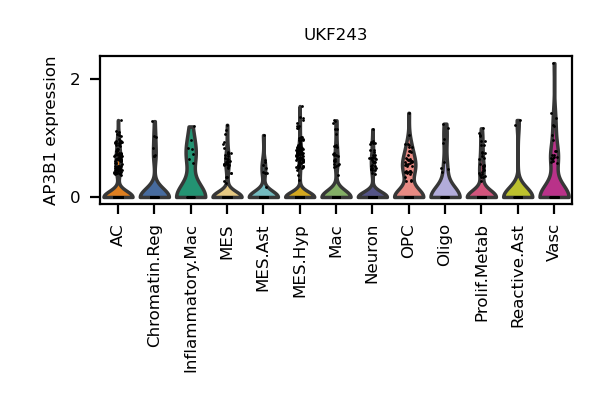 UKF243
AP3B1 expression
2
0
AC
Chromatin.Reg
Inflammatory.Mac
MES
MES.Ast
MES.Hyp
Mac
Neuron
OPC
Oligo
Prolif.Metab
Reactive.Ast
Vasc